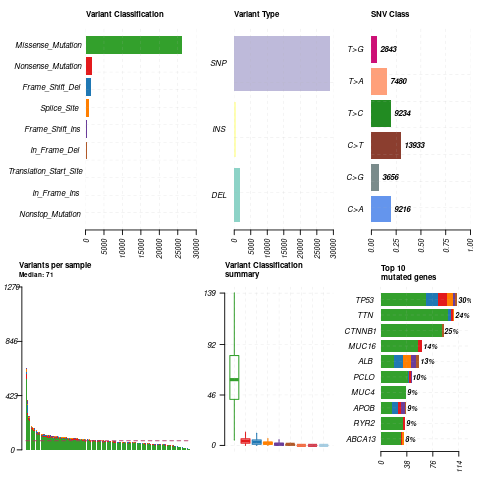 Variant Classification
Missense_Mutation
Nonsense_Mutation
Frame_Shift_Del
Splice_Site
Frame_Shift_Ins
In_Frame_Del
Translation_Start_Site
In_Frame_Ins
Nonstop_Mutation
0
5000
10000
15000
20000
25000
30000
Variant Type
SNP
INS
DEL
0
5000
10000
15000
20000
25000
30000
SNV Class
T>G 2843
T>A 7480
T>C 9234
C>T 13933
C>G 3656
C>A 9216
0.00
0.25
0.50
0.75
1.00
Variants per sample
Median: 71
1270
846
423
0
Variant Classification
summary
139
92
46
0
Top 10
mutated genes
TP53 30%
TTN 24%
CTNNB1 25%
MUC16 14%
ALB 13%
PCLO 10%
MUC4 9%
APOB 9%
RYR2 9%
ABCA13 8%
0
38
76
114